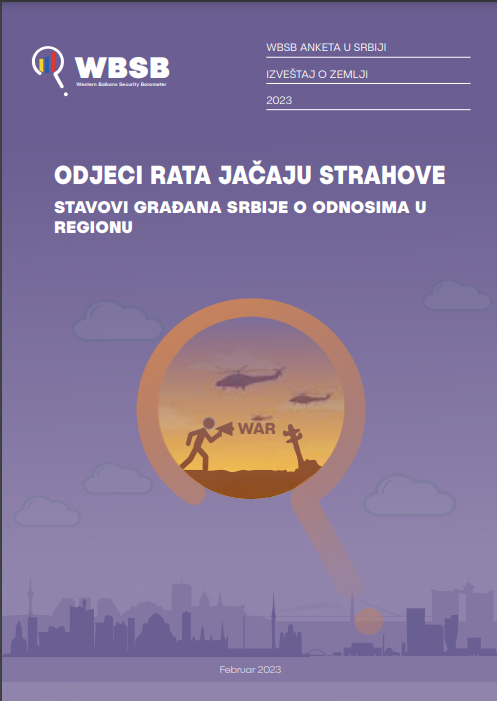 WBSB
Western Balkans Security Barometer
WBSB ANKETA U SRBIJI
IZVEŠTAJ O ZEMLJI
2023
ODJECI RATA JAČAJU STRAHOVE
STAVOVI GRAĐANA SRBIJE O ODNOSIMA U
REGIONU
WAR
Februar 2023